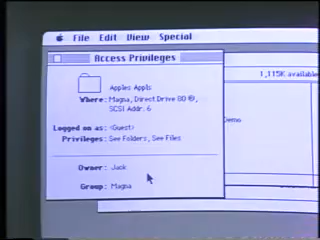 File Edit View Special
Access Privileges
1,115K available
Apples Appls
Where: Magna, Direct Drive 80 ®,
SCSI Addr: 6
Demo
Logged on as: <Guest>
Privileges: See Folders, See Files
Owner: Jack
Group: Magna